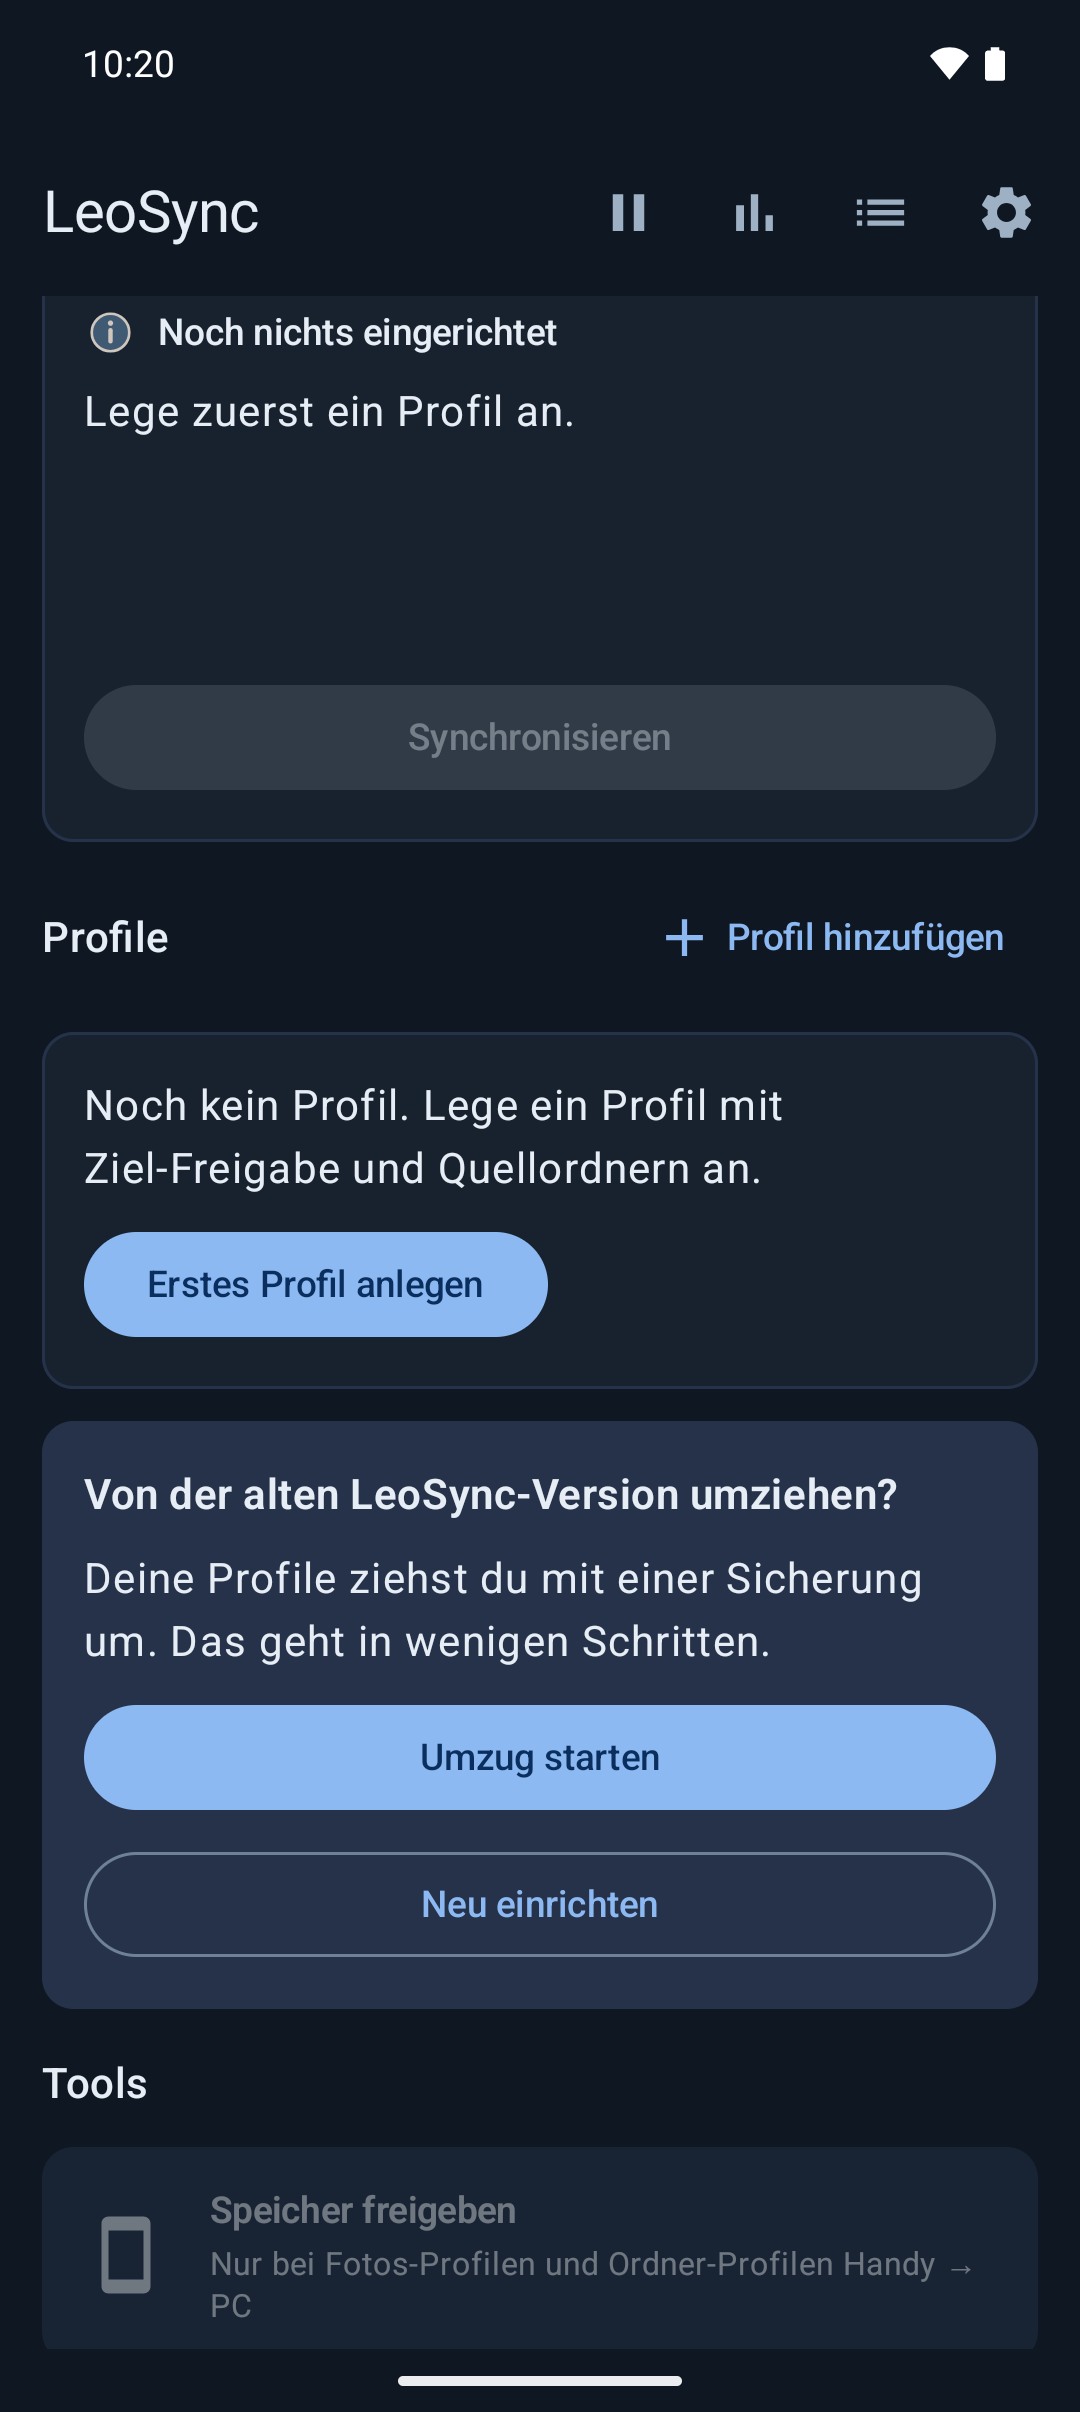 10:20
LeoSync
Noch nichts eingerichtet
Lege zuerst ein Profil an.
Synchronisieren
Profile
Profil hinzufügen
Noch kein Profil. Lege ein Profil mit
Ziel-Freigabe und Quellordnern an.
Erstes Profil anlegen
Von der alten LeoSync-Version umziehen?
Deine Profile ziehst du mit einer Sicherung
um. Das geht in wenigen Schritten.
Umzug starten
Neu einrichten
Tools
Speicher freigeben
Nur bei Fotos-Profilen und Ordner-Profilen Handy →
PC